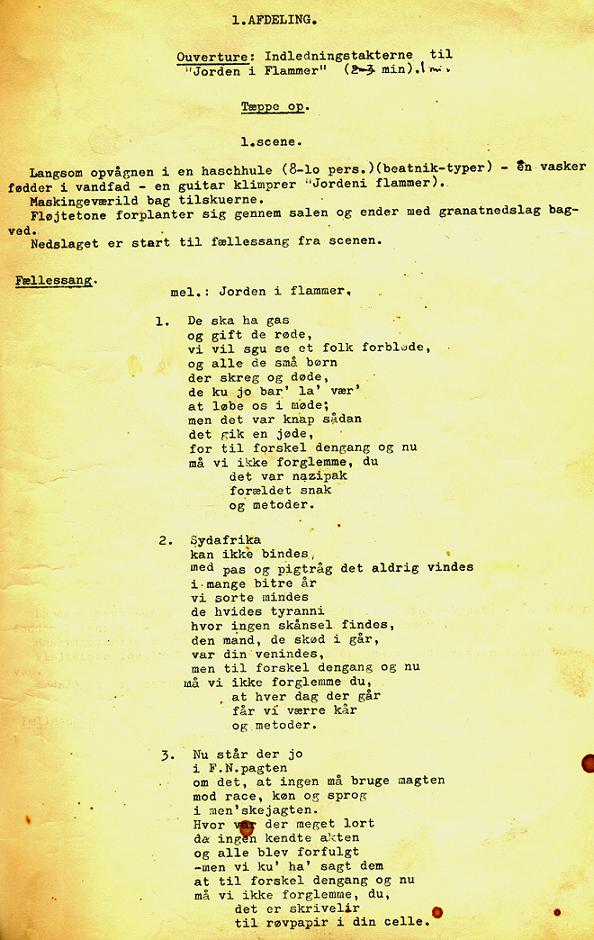 1.AFDELING.
Ouverture: Indledningstakterne til
"Jorden i Flammer" (2-3 min).1 mi.
Tæppe op.
1.scene.
Langsom opvågnen i en haschhule (8-lo pers.)(beatnik-typer) - én vasker
fødder i vandfad - en guitar klimprer "Jordeni flammer).
Maskingeværild bag tilskuerne.
Fløjtetone forplanter sig gennem salen og ender med granatnedslag bag-
ved.
Nedslaget er start til fællessang fra scenen.
Fællessang.
mel.: Jorden i flammer.
1. De ska ha gas
og gift de røde,
vi vil sgu se et folk forbløde,
og alle de små børn
der skreg og døde,
de ku jo bar' la' vær'
at løbe os i møde;
men det var knap sådan
det gik en jøde,
for til forskel dengang og nu
må vi ikke forglemme, du
det var nazipak
forældet snak
og metoder.
2. Sydafrika
kan ikke bindes,
med pas og pigtråg det aldrig vindes
i mange bitre år
vi sorte mindes
de hvides tyranni
hvor ingen skånsel findes,
den mand, de skød i går,
var din venindes,
men til forskel dengang og nu
må vi ikke forglemme du,
at hver dag der går
får vi værre kår
og metoder.
3. Nu står der jo
i F.N.pagten
om det, at ingen må bruge magten
mod race, køn og sprog
i men'skejagten.
Hvor var der meget lort
da ingen kendte akten
og alle blev forfulgt
-men vi ku' ha' sagt dem
at til forskel dengang og nu
må vi ikke forglemme, du,
det er skrivelir
til røvpapir i din celle.